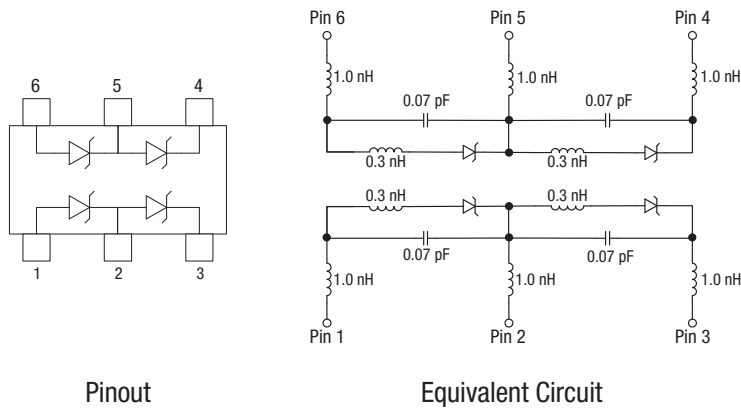 Pin 6 Pin 5 Pin 4
6 5 4
1.0 nH 1.0 nH 1.0 nH
0.07 pF 0.07 pF
0.3 nH 0.3 nH
0.3 nH 0.3 nH
0.07 pF 0.07 pF
1 2 3
1.0 nH 1.0 nH 1.0 nH
Pin 1 Pin 2 Pin 3
Pinout Equivalent Circuit